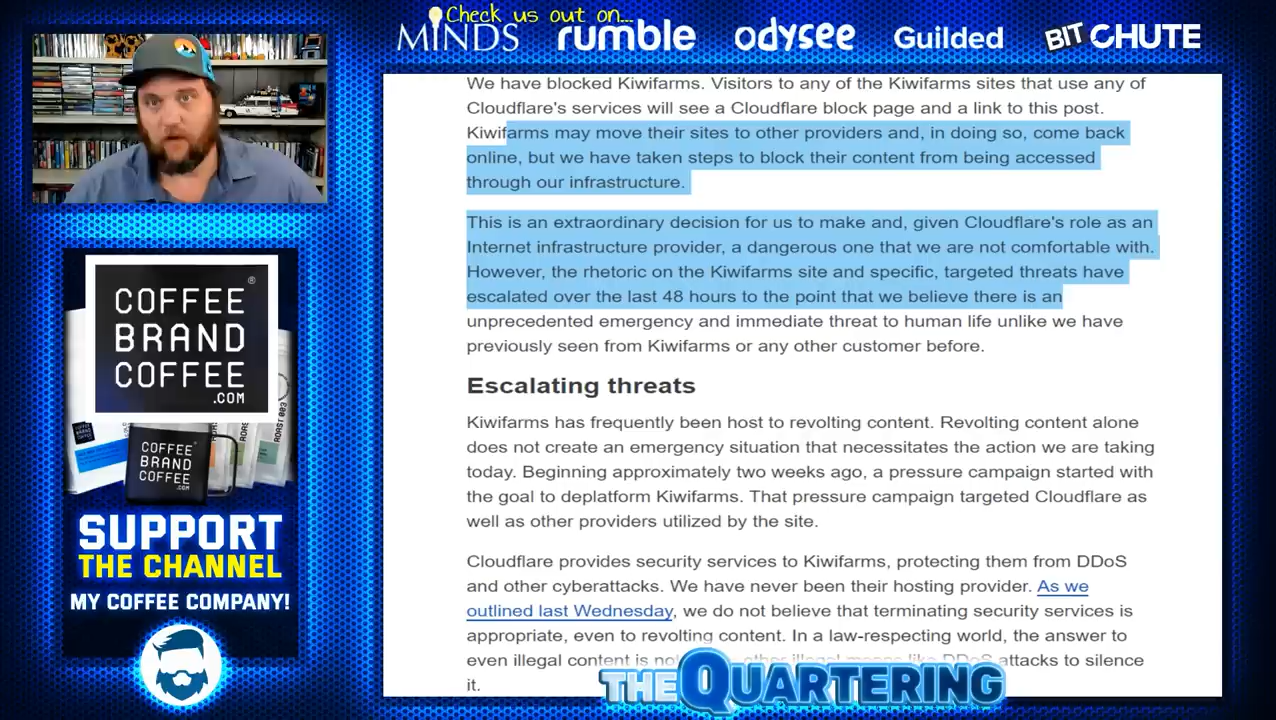 Check us out on...
MINDS rumble odysee Guilded BIT CHUTE
We have blocked Kiwifarms. Visitors to any of the Kiwifarms sites that use any of
Cloudflare's services will see a Cloudflare block page and a link to this post.
Kiwifarms may move their sites to other providers and, in doing so, come back
online, but we have taken steps to block their content from being accessed
through our infrastructure.
This is an extraordinary decision for us to make and, given Cloudflare's role as an
Internet infrastructure provider, a dangerous one that we are not comfortable with.
However, the rhetoric on the Kiwifarms site and specific, targeted threats have
escalated over the last 48 hours to the point that we believe there is an
unprecedented emergency and immediate threat to human life unlike we have
previously seen from Kiwifarms or any other customer before.
Escalating threats
Kiwifarms has frequently been host to revolting content. Revolting content alone
does not create an emergency situation that necessitates the action we are taking
today. Beginning approximately two weeks ago, a pressure campaign started with
the goal to deplatform Kiwifarms. That pressure campaign targeted Cloudflare as
well as other providers utilized by the site.
Cloudflare provides security services to Kiwifarms, protecting them from DDoS
and other cyberattacks. We have never been their hosting provider. As we
outlined last Wednesday, we do not believe that terminating security services is
appropriate, even to revolting content. In a law-respecting world, the answer to
even illegal content is not other illegal means like DDoS attacks to silence
it.
COFFEE
BRAND
COFFEE
.COM
®
COFFEE
BRAND
COFFEE
.COM
ROAST 003
SUPPORT
THE CHANNEL
MY COFFEE COMPANY!
THE QUARTERING